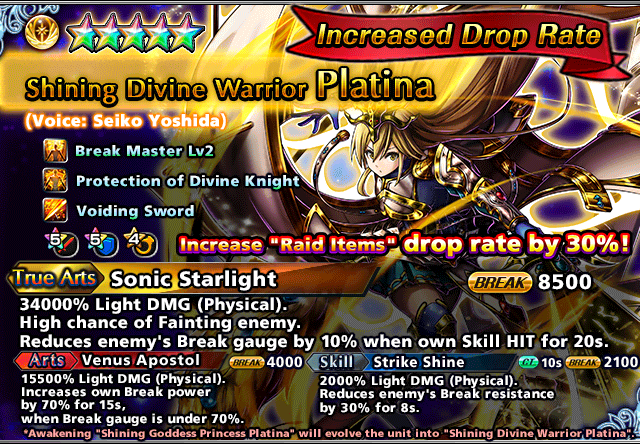 Increased Drop Rate
Shining Divine Warrior Platina
(Voice: Seiko Yoshida)
Break Master Lv2
Protection of Divine Knight
Voiding Sword
5 5 4
Increase "Raid Items" drop rate by 30%!
True Arts Sonic Starlight BREAK 8500
34000% Light DMG (Physical).
High chance of Fainting enemy.
Reduces enemy's Break gauge by 10% when own Skill HIT for 20s.
Arts Venus Apostol BREAK 4000
15500% Light DMG (Physical).
Increases own Break power
by 70% for 15s,
when Break gauge is under 70%.
Skill Strike Shine CT 10s BREAK 2100
2000% Light DMG (Physical).
Reduces enemy's Break resistance
by 30% for 8s.
*Awakening "Shining Goddess Princess Platina" will evolve the unit into "Shining Divine Warrior Platina".